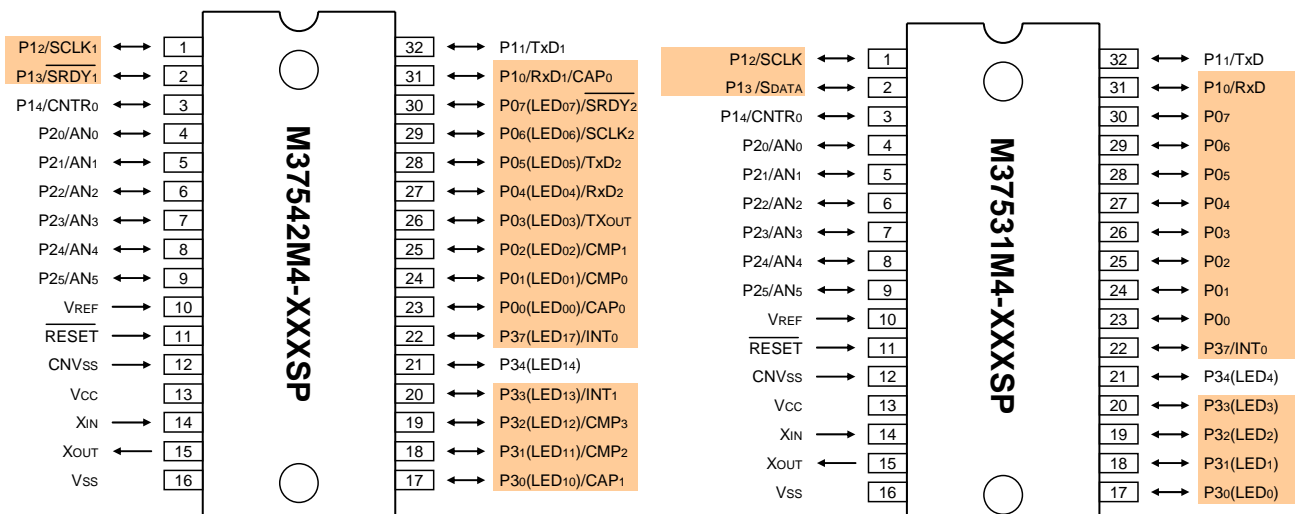 P12/SCLK1 1 32 P11/TxD1
P13/SRDY1 2 31 P10/RxD1/CAP0
P14/CNTR0 3 30 P07(LED07)/SRDY2
P20/AN0 4 29 P06(LED06)/SCLK2
P21/AN1 5 28 P05(LED05)/TxD2
P22/AN2 6 27 P04(LED04)/RxD2
P23/AN3 7 26 P03(LED03)/TXOUT
P24/AN4 8 25 P02(LED02)/CMP1
P25/AN5 9 24 P01(LED01)/CMP0
VREF 10 23 P00(LED00)/CAP0
RESET 11 22 P37(LED17)/INT0
CNVSS 12 21 P34(LED14)
VCC 13 20 P33(LED13)/INT1
XIN 14 19 P32(LED12)/CMP3
XOUT 15 18 P31(LED11)/CMP2
VSS 16 17 P30(LED10)/CAP1
M37542M4-XXXSP
P12/SCLK 1 32 P11/TxD
P13/SDATA 2 31 P10/RxD
P14/CNTR0 3 30 P07
P20/AN0 4 29 P06
P21/AN1 5 28 P05
P22/AN2 6 27 P04
P23/AN3 7 26 P03
P24/AN4 8 25 P02
P25/AN5 9 24 P01
VREF 10 23 P00
RESET 11 22 P37/INT0
CNVSS 12 21 P34(LED4)
VCC 13 20 P33(LED3)
XIN 14 19 P32(LED2)
XOUT 15 18 P31(LED1)
VSS 16 17 P30(LED0)
M37531M4-XXXSP